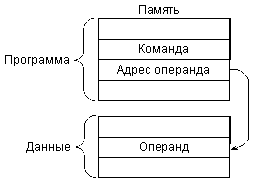 Память
Команда
Программа
Адрес операнда
Данные
Операнд